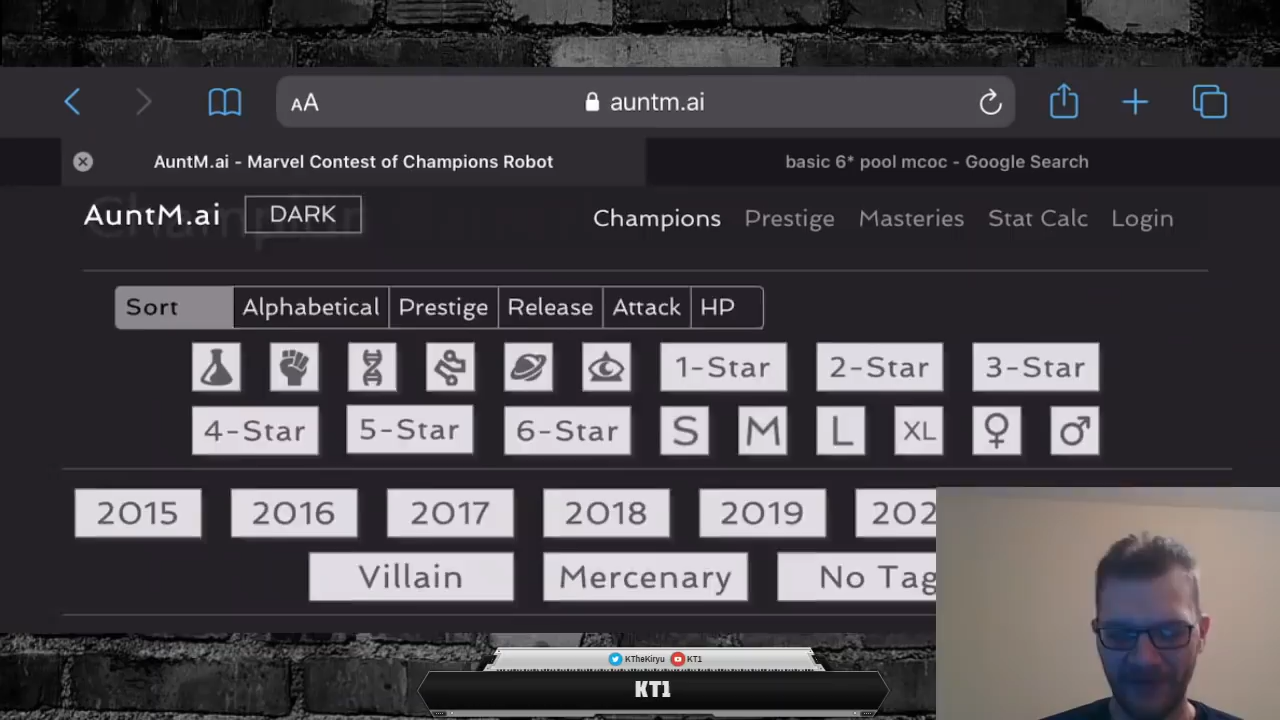 AA auntm.ai
AuntM.ai - Marvel Contest of Champions Robot basic 6* pool mcoc - Google Search
AuntM.ai DARK Champions Prestige Masteries Stat Calc Login
Sort Alphabetical Prestige Release Attack HP
1-Star 2-Star 3-Star
4-Star 5-Star 6-Star S M L XL
2015 2016 2017 2018 2019
Villain Mercenary No Tag
KTheKiryu KT1
KT1